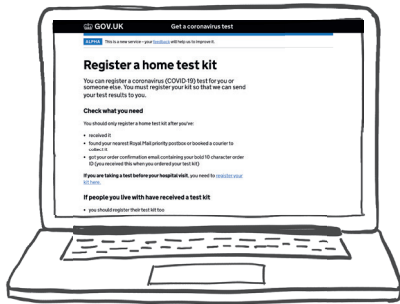 GOV.UK Get a coronavirus test
ALPHA This is a new service – your feedback will help us to improve it.
Register a home test kit
You can register a coronavirus (COVID-19) test for you or
someone else. You must register your kit so that we can send
your test results to you.
Check what you need
You should only register a home test kit after you've:
• received it
• found your nearest Royal Mail priority postbox or booked a courier to
collect it
• got your order confirmation email containing your bold 10 character order
ID (you received this when you ordered your test kit)
If you are taking a test before your hospital visit, you need to register your
kit here.
If people you live with have received a test kit
• you should register their test kit too